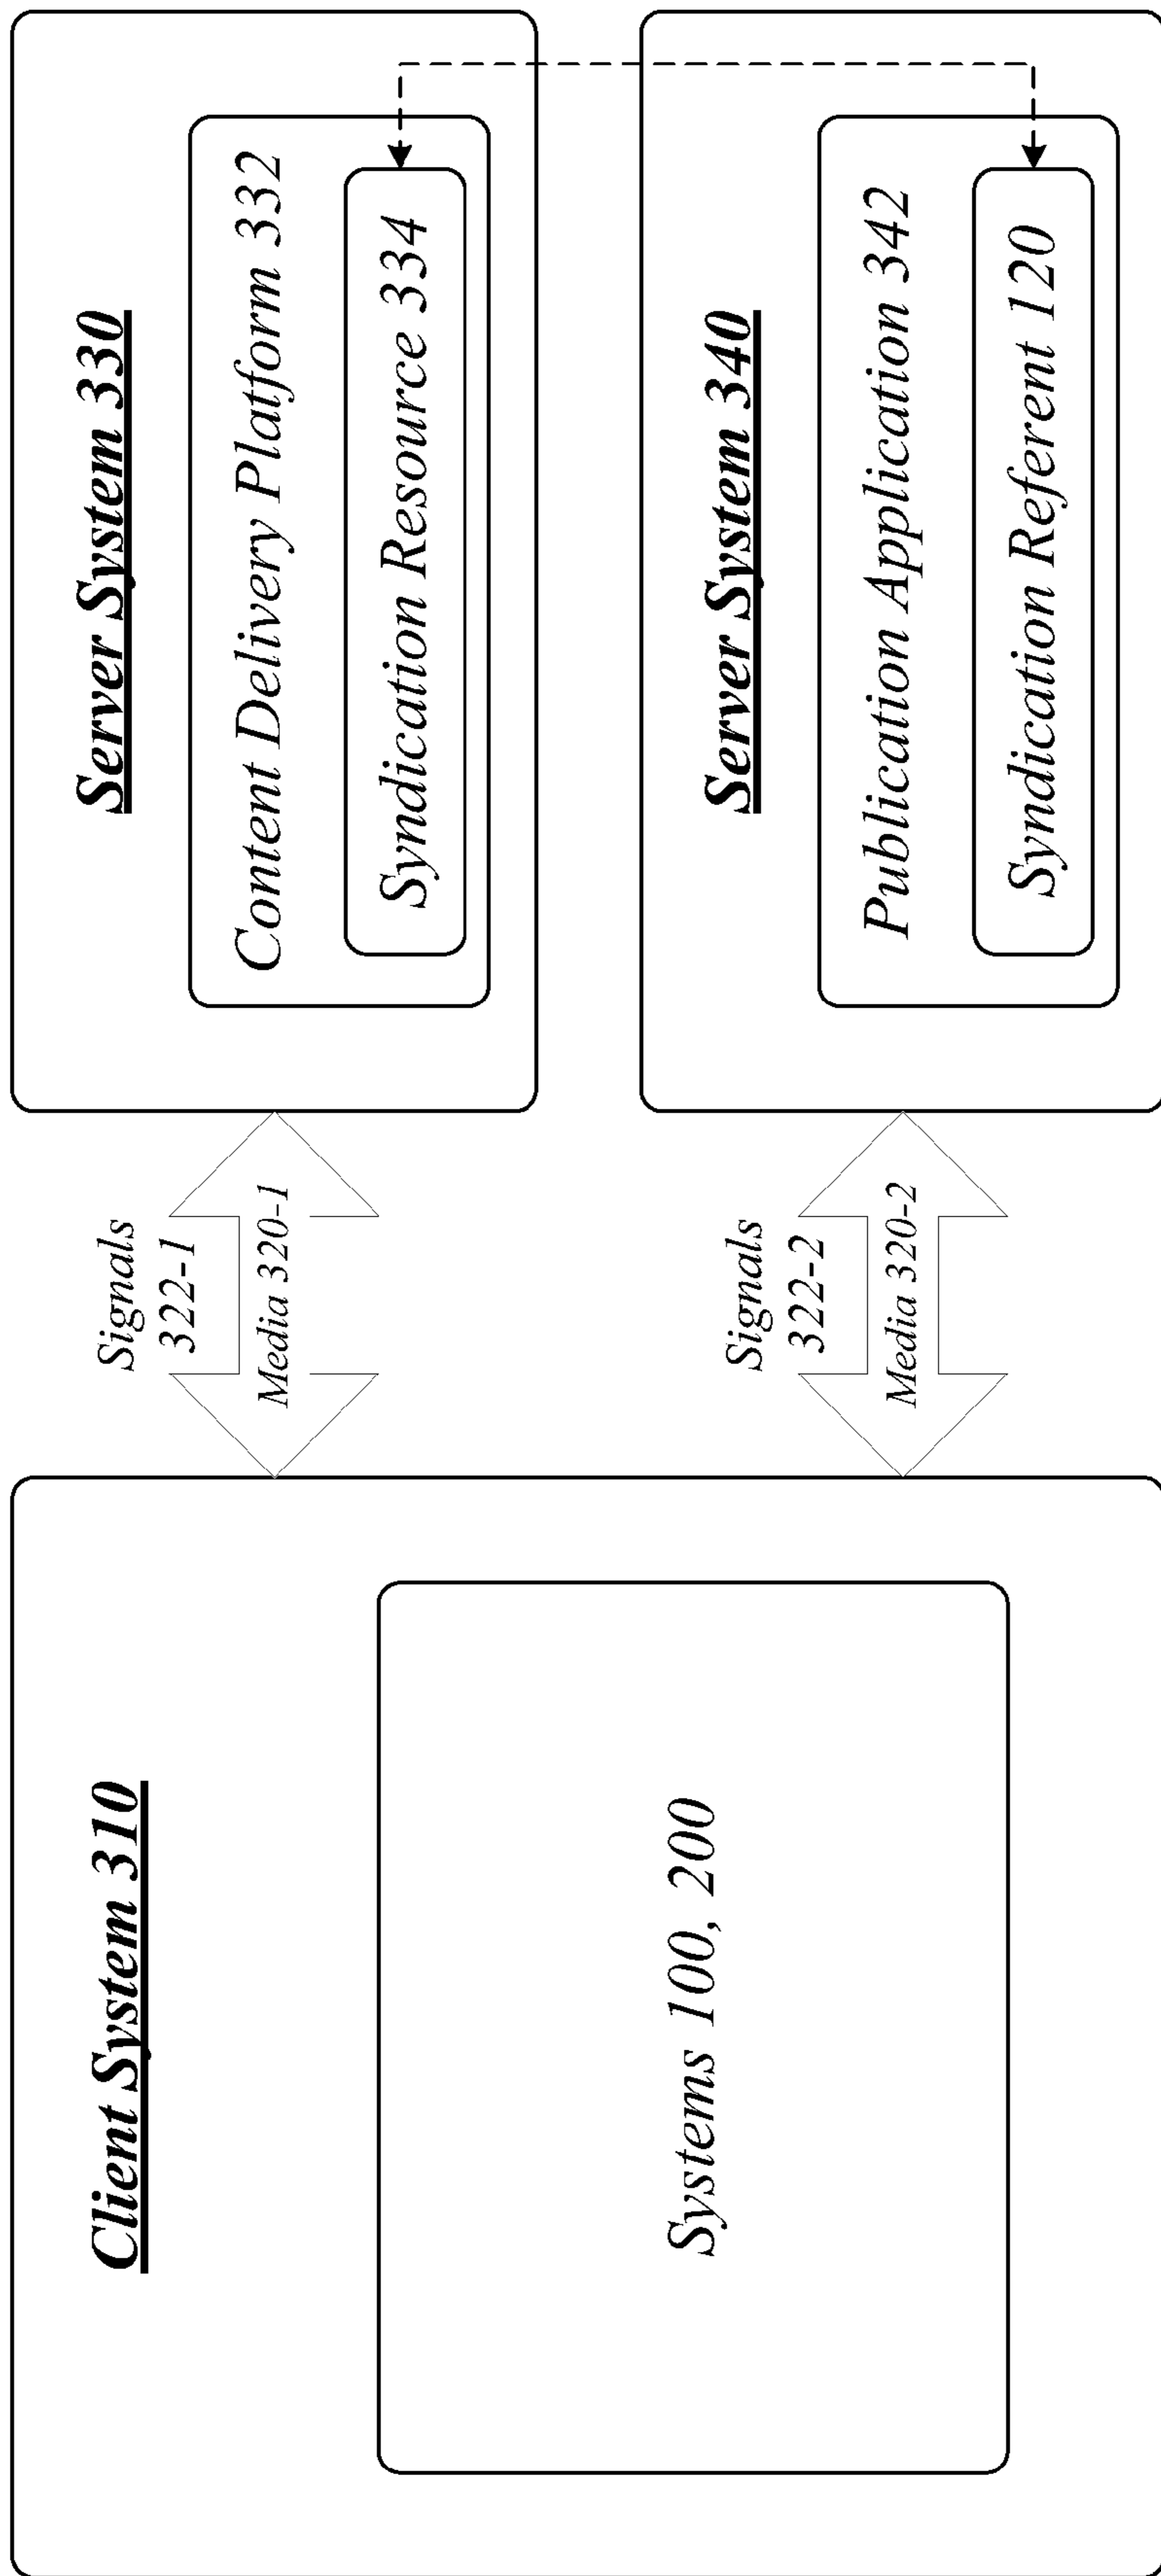 Client System 310
Systems 100, 200
Signals
322-1
Media 320-1
Signals
322-2
Media 320-2
Server System 330
Content Delivery Platform 332
Syndication Resource 334
Server System 340
Publication Application 342
Syndication Referent 120